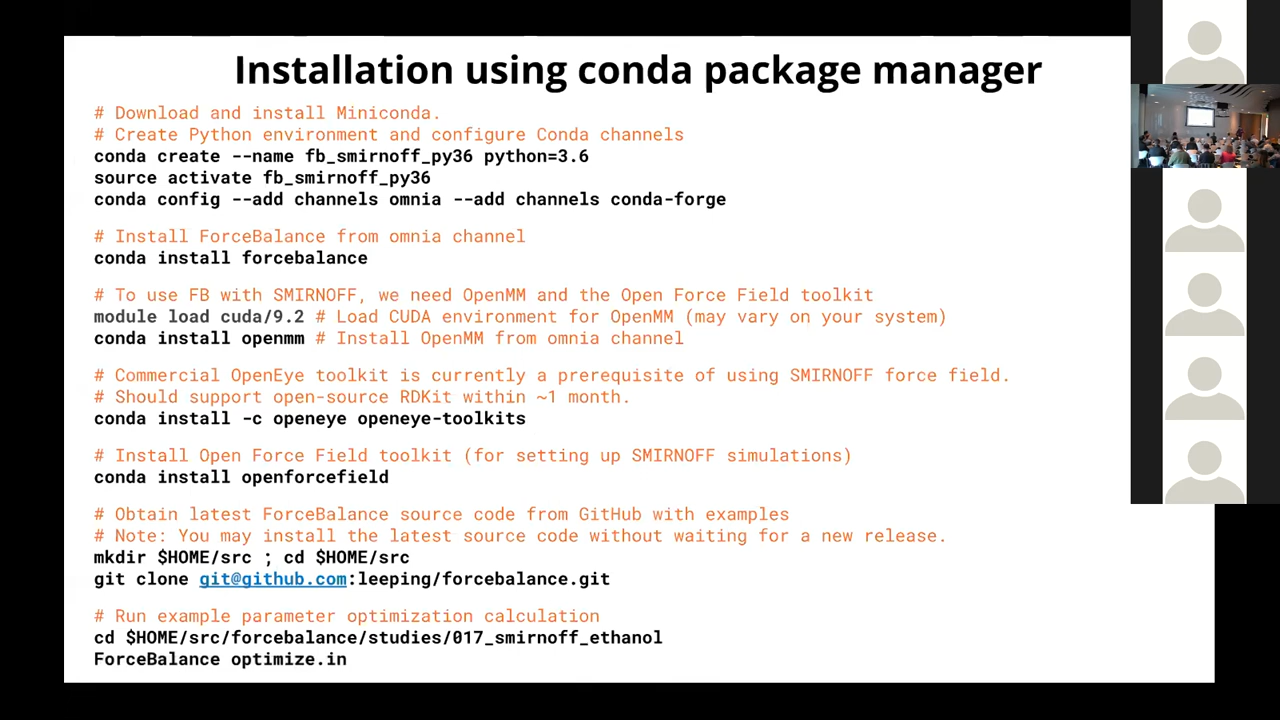 Installation using conda package manager
# Download and install Miniconda.
# Create Python environment and configure Conda channels
conda create --name fb_smirnoff_py36 python=3.6
source activate fb_smirnoff_py36
conda config --add channels omnia --add channels conda-forge
# Install ForceBalance from omnia channel
conda install forcebalance
# To use FB with SMIRNOFF, we need OpenMM and the Open Force Field toolkit
module load cuda/9.2 # Load CUDA environment for OpenMM (may vary on your system)
conda install openmm # Install OpenMM from omnia channel
# Commercial OpenEye toolkit is currently a prerequisite of using SMIRNOFF force field.
# Should support open-source RDKit within ~1 month.
conda install -c openeye openeye-toolkits
# Install Open Force Field toolkit (for setting up SMIRNOFF simulations)
conda install openforcefield
# Obtain latest ForceBalance source code from GitHub with examples
# Note: You may install the latest source code without waiting for a new release.
mkdir $HOME/src ; cd $HOME/src
git clone git@github.com:leeping/forcebalance.git
# Run example parameter optimization calculation
cd $HOME/src/forcebalance/studies/017_smirnoff_ethanol
ForceBalance optimize.in